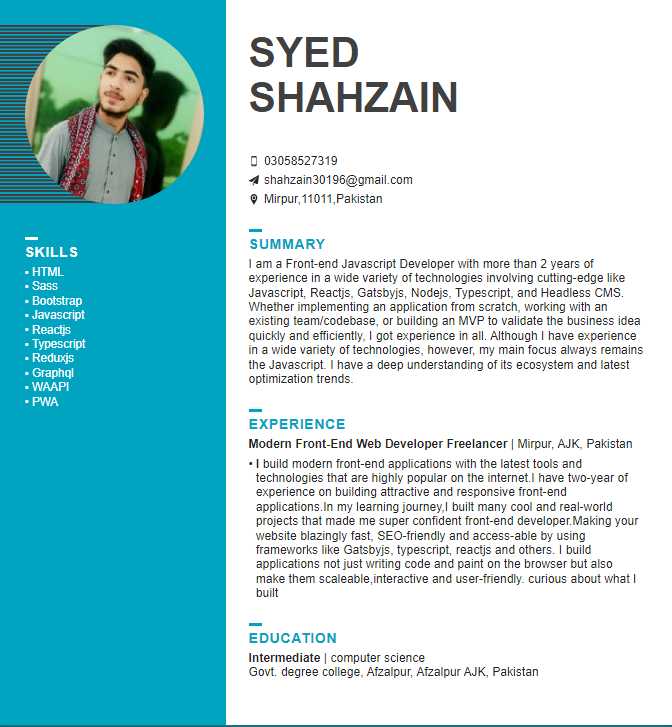 SYED
SHAHZAIN
03058527319
shahzain30196@gmail.com
Mirpur,11011,Pakistan
SKILLS
• HTML
• Sass
• Bootstrap
• Javascript
• Reactjs
• Typescript
• Reduxjs
• Graphql
• WAAPI
• PWA
SUMMARY
I am a Front-end Javascript Developer with more than 2 years of
experience in a wide variety of technologies involving cutting-edge like
Javascript, Reactjs, Gatsbyjs, Nodejs, Typescript, and Headless CMS.
Whether implementing an application from scratch, working with an
existing team/codebase, or building an MVP to validate the business idea
quickly and efficiently, I got experience in all. Although I have experience
in a wide variety of technologies, however, my main focus always remains
the Javascript. I have a deep understanding of its ecosystem and latest
optimization trends.
EXPERIENCE
Modern Front-End Web Developer Freelancer | Mirpur, AJK, Pakistan
• I build modern front-end applications with the latest tools and
technologies that are highly popular on the internet.I have two-year of
experience on building attractive and responsive front-end
applications.In my learning journey,I built many cool and real-world
projects that made me super confident front-end developer.Making your
website blazingly fast, SEO-friendly and access-able by using
frameworks like Gatsbyjs, typescript, reactjs and others. I build
applications not just writing code and paint on the browser but also
make them scaleable,interactive and user-friendly. curious about what I
built
EDUCATION
Intermediate | computer science
Govt. degree college, Afzalpur, Afzalpur AJK, Pakistan